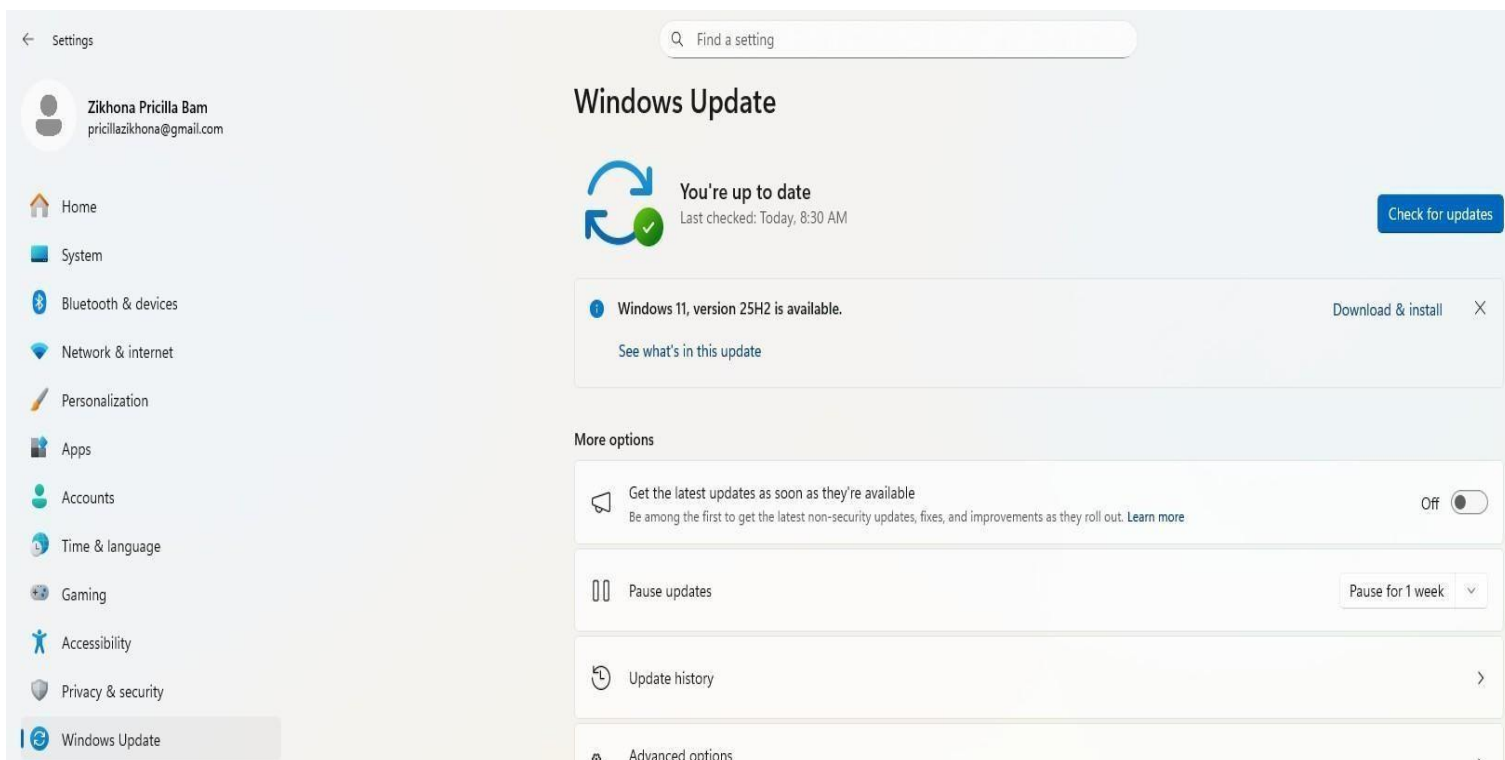 Settings
Find a setting
Zikhona Pricilla Bam
pricillazikhona@gmail.com
Home
System
Bluetooth & devices
Network & internet
Personalization
Apps
Accounts
Time & language
Gaming
Accessibility
Privacy & security
Windows Update
Windows Update
You're up to date
Last checked: Today, 8:30 AM
Check for updates
Windows 11, version 25H2 is available.
Download & install
See what's in this update
More options
Get the latest updates as soon as they're available
Be among the first to get the latest non-security updates, fixes, and improvements as they roll out. Learn more
Off
Pause updates
Pause for 1 week
Update history
Advanced options